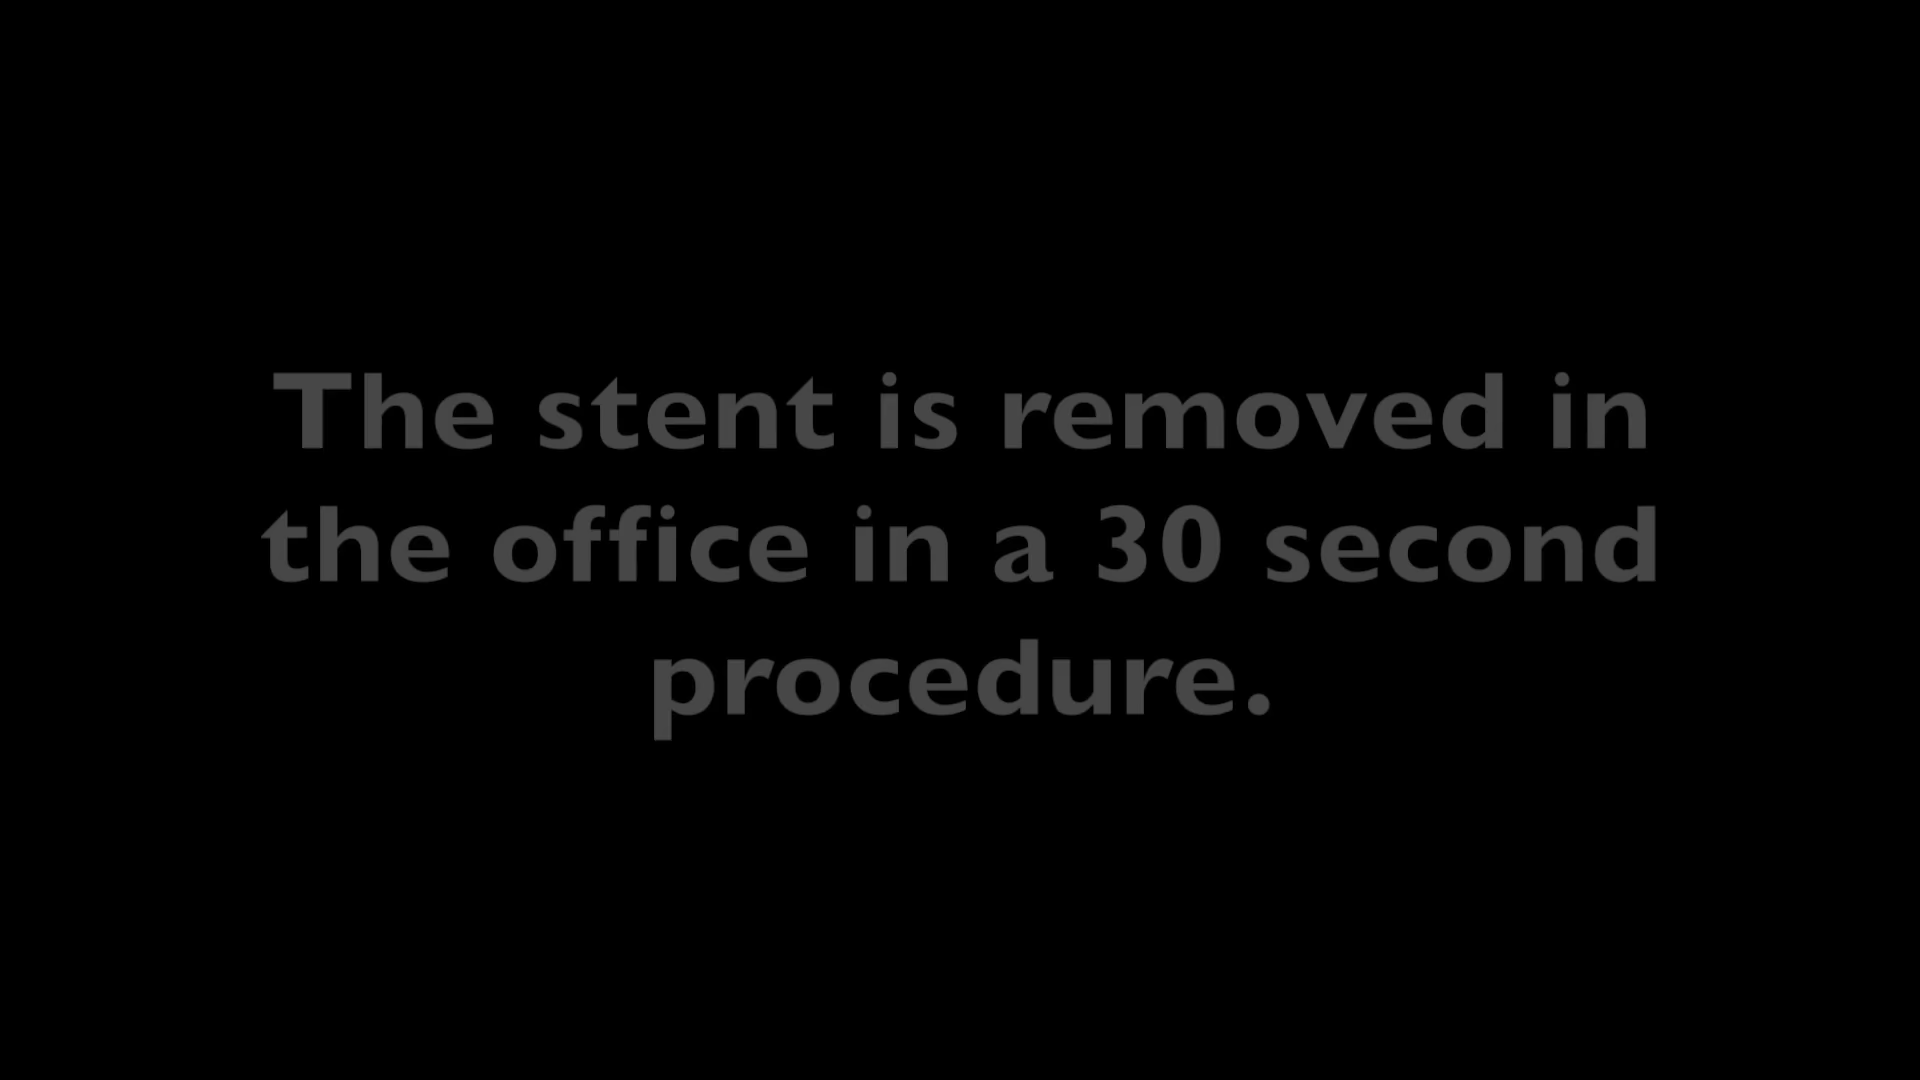 The stent is removed in
the office in a 30 second
procedure.